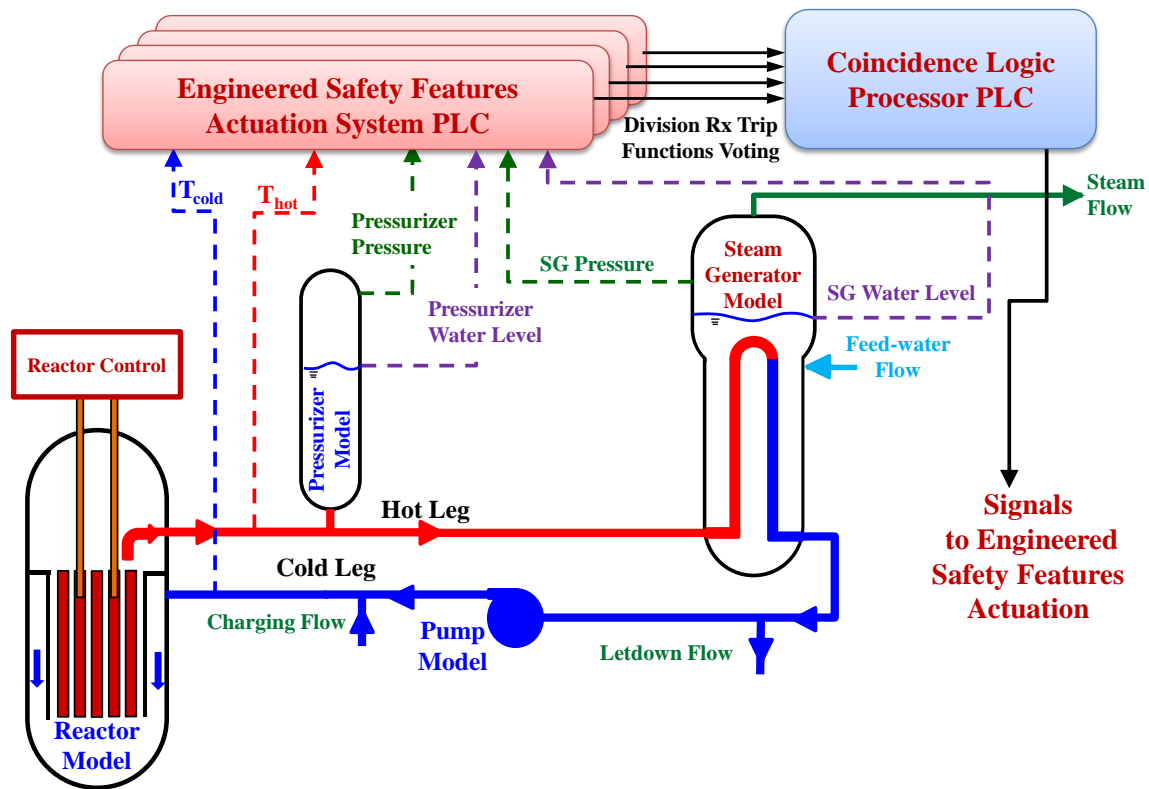 Engineered Safety Features
Actuation System PLC
Coincidence Logic
Processor PLC
Division Rx Trip
Functions Voting
T_cold
T_hot
Pressurizer
Pressure
SG Pressure
Steam
Generator
Model
Steam
Flow
SG Water Level
Pressurizer
Water Level
Feed-water
Flow
Reactor Control
Pressurizer
Model
Hot Leg
Cold Leg
Charging Flow
Pump
Model
Letdown Flow
Signals
to Engineered
Safety Features
Actuation
Reactor
Model